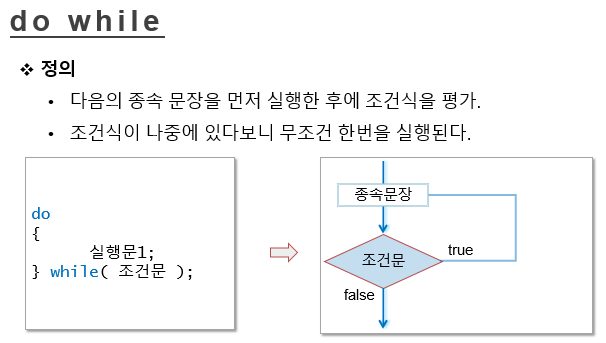 do while
❖ 정의
• 다음의 종속 문장을 먼저 실행한 후에 조건식을 평가.
• 조건식이 나중에 있다보니 무조건 한번을 실행된다.
do
{
실행문1;
} while( 조건문 );
종속문장
조건문
true
false